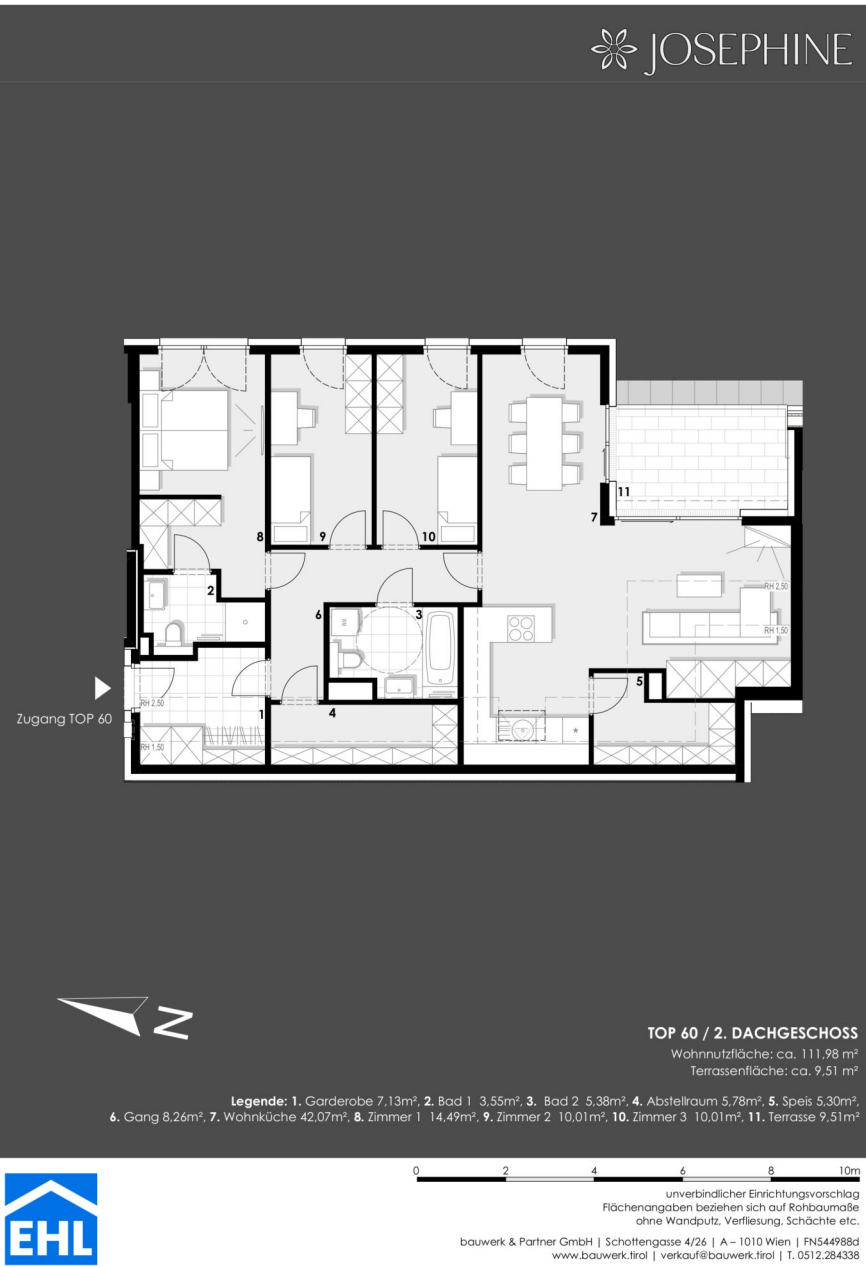 JOSEPHINE
11
7
8
9
10
RH 2,50
2
6
3
RH 1,50
5
Zugang TOP 60
RH 2,50
1
4
RH 1,50
N
TOP 60 / 2. DACHGESCHOSS
Wohnnutzfläche: ca. 111,98 m²
Terrassenfläche: ca. 9,51 m²
Legende: 1. Garderobe 7,13m², 2. Bad 1 3,55m², 3. Bad 2 5,38m², 4. Abstellraum 5,78m², 5. Speis 5,30m²,
6. Gang 8,26m², 7. Wohnküche 42,07m², 8. Zimmer 1 14,49m², 9. Zimmer 2 10,01m², 10. Zimmer 3 10,01m², 11. Terrasse 9,51m²
0 2 4 6 8 10m
unverbindlicher Einrichtungsvorschlag
Flächenangaben beziehen sich auf Rohbaumaße
ohne Wandputz, Verfliesung, Schächte etc.
EHL
bauwerk & Partner GmbH | Schottengasse 4/26 | A – 1010 Wien | FN544988d
www.bauwerk.tirol | verkauf@bauwerk.tirol | T. 0512.284338